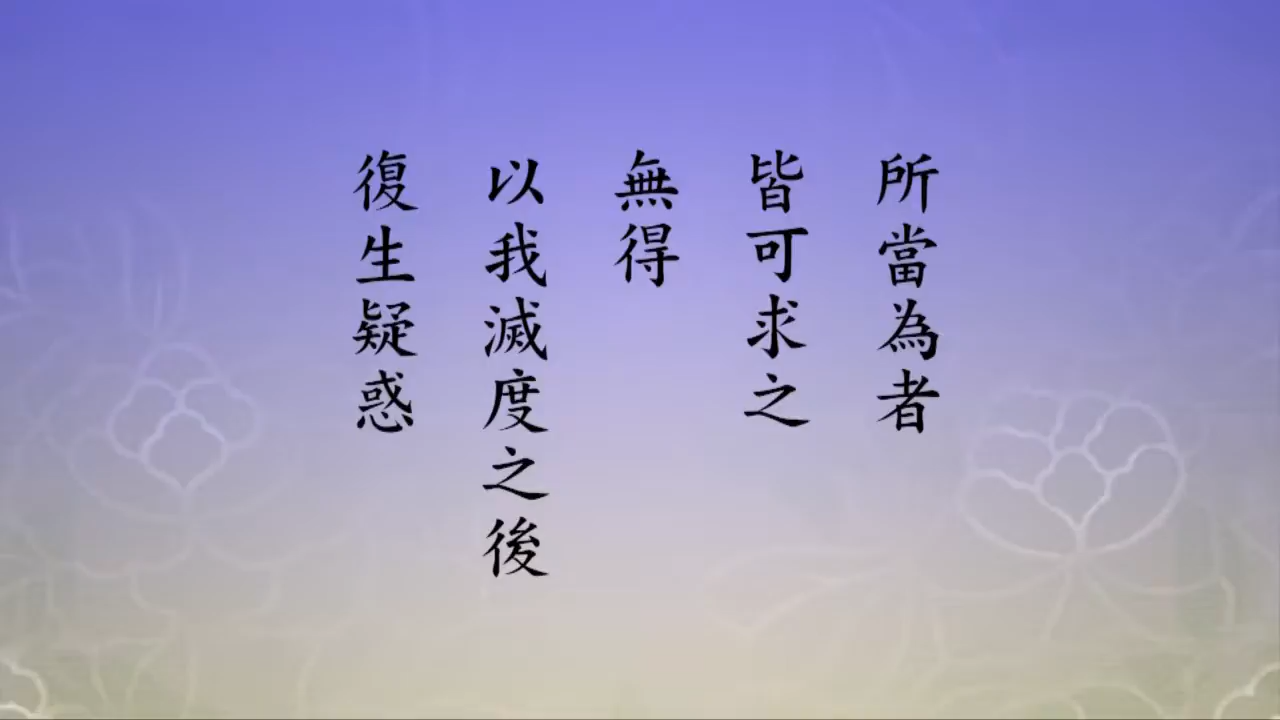 所當為者
皆可求之
無得
以我滅度之後
復生疑惑